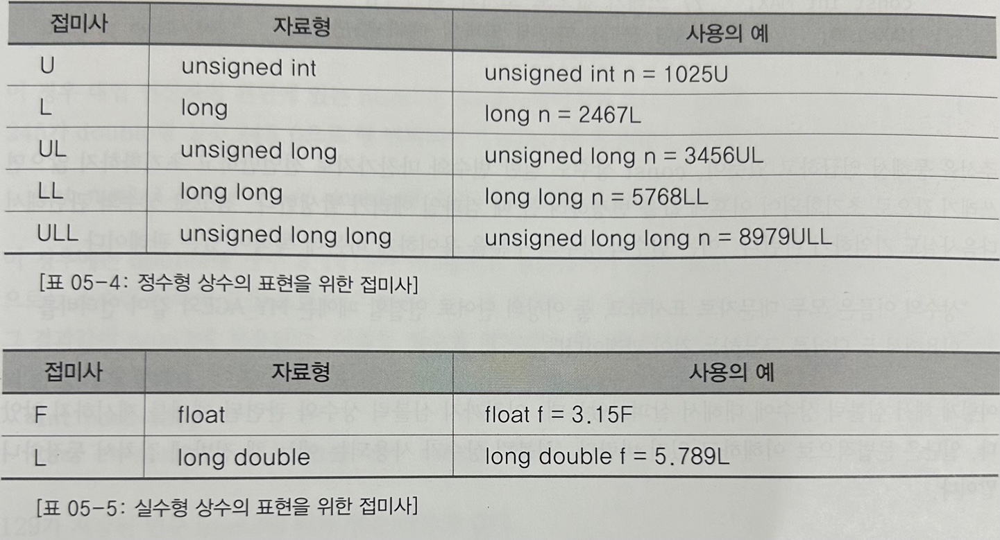 접미사 자료형 사용의 예
U unsigned int unsigned int n = 1025U
L long long n = 2467L
UL unsigned long unsigned long n = 3456UL
LL long long long long n = 5768LL
ULL unsigned long long unsigned long long n = 8979ULL
[표 05-4: 정수형 상수의 표현을 위한 접미사]
접미사 자료형 사용의 예
F float float f = 3.15F
L long double long double f = 5.789L
[표 05-5: 실수형 상수의 표현을 위한 접미사]